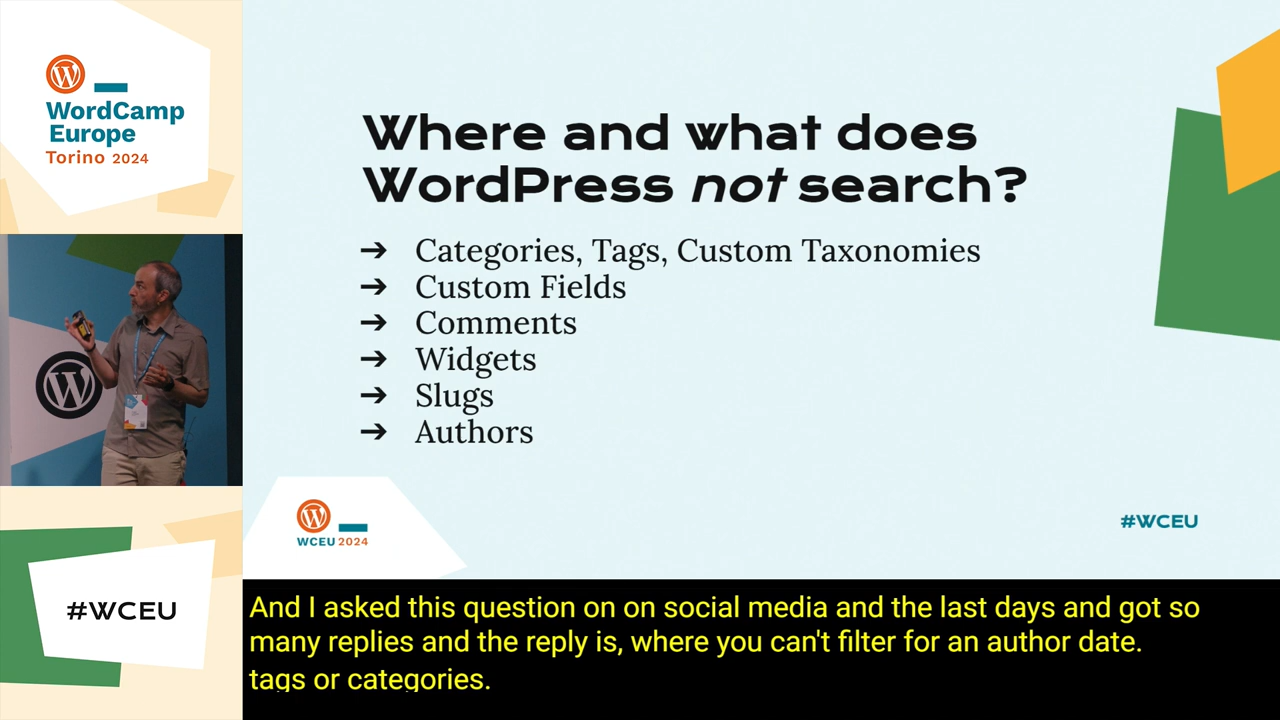 WordCamp
Europe
Torino 2024
Where and what does
WordPress not search?
➔ Categories, Tags, Custom Taxonomies
➔ Custom Fields
➔ Comments
➔ Widgets
➔ Slugs
➔ Authors
WCEU 2024
#WCEU
#WCEU
And I asked this question on on social media and the last days and got so
many replies and the reply is, where you can't filter for an author date.
tags or categories.